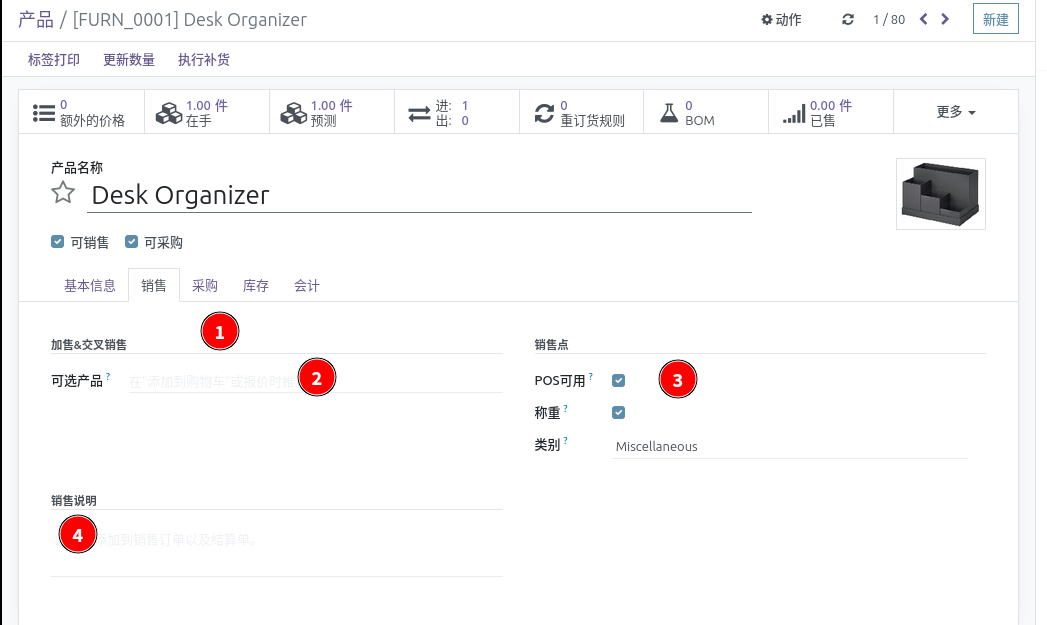 产品 / [FURN_0001] Desk Organizer
动作
1 / 80
新建
标签打印 更新数量 执行补货
0 额外的价格
1.00 件 在手
1.00 件 预测
进: 1
出: 0
0 重订货规则
0 BOM
0.00 件 已售
更多
产品名称
Desk Organizer
可销售 可采购
基本信息 销售 采购 库存 会计
1
加售&交叉销售
可选产品 ? 在"添加到购物车"或报价时推
2
销售点
POS可用 ?
3
称重 ?
类别 ? Miscellaneous
销售说明
4
添加到销售订单以及结算单。